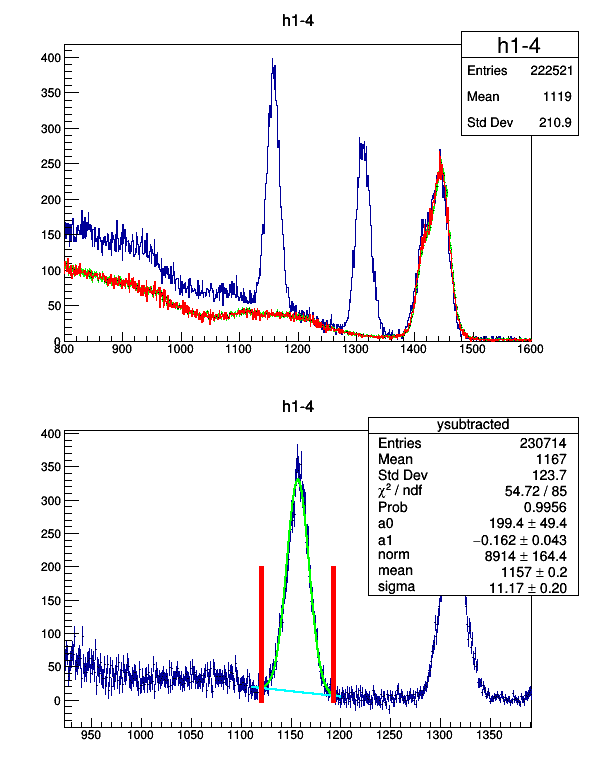 h1-4
h1-4
Entries 222521
Mean 1119
Std Dev 210.9
400
350
300
250
200
150
100
50
0
800 900 1000 1100 1200 1300 1400 1500 1600
h1-4
ysubtracted
Entries 230714
Mean 1167
Std Dev 123.7
χ² / ndf 54.72 / 85
Prob 0.9956
a0 199.4 ± 49.4
a1 −0.162 ± 0.043
norm 8914 ± 164.4
mean 1157 ± 0.2
sigma 11.17 ± 0.20
400
350
300
250
200
150
100
50
0
950 1000 1050 1100 1150 1200 1250 1300 1350